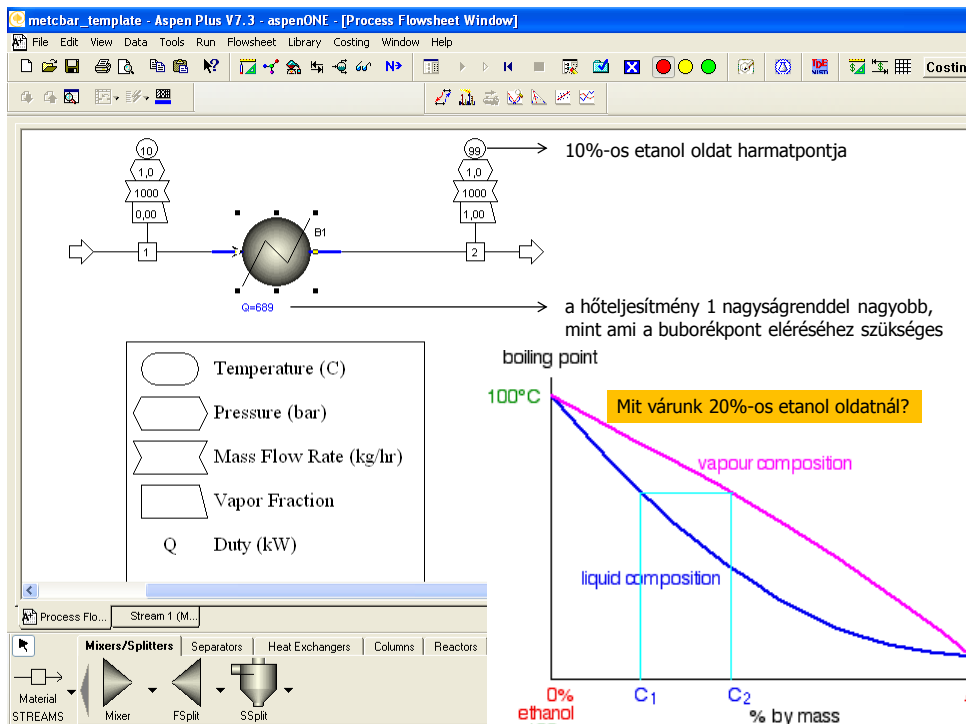 metcbar_template - Aspen Plus V7.3 - aspenONE - [Process Flowsheet Window]
File Edit View Data Tools Run Flowsheet Library Costing Window Help
N»
Costin
10
1,0
1000
0,00
1
B1
Q=689
99
1,0
1000
1,00
2
10%-os etanol oldat harmatpontja
a hőteljesítmény 1 nagyságrenddel nagyobb,
mint ami a buborékpont eléréséhez szükséges
Temperature (C)
Pressure (bar)
Mass Flow Rate (kg/hr)
Vapor Fraction
Q Duty (kW)
boiling point
100°C
Mit várunk 20%-os etanol oldatnál?
vapour composition
liquid composition
0%
ethanol
C1
C2
% by mass
Process Flo...
Stream 1 (M...
Mixers/Splitters
Separators
Heat Exchangers
Columns
Reactors
Material
STREAMS
Mixer
FSplit
SSplit